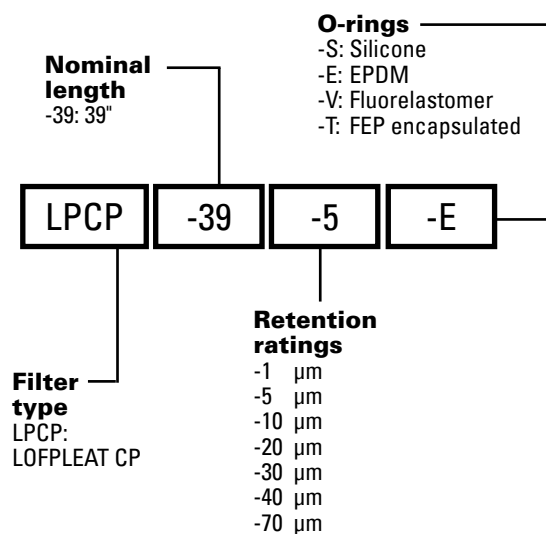 O-rings
-S: Silicone
-E: EPDM
-V: Fluorelastomer
-T: FEP encapsulated
Nominal
length
-39: 39"
LPCP -39 -5 -E
Retention
ratings
-1 µm
-5 µm
-10 µm
-20 µm
-30 µm
-40 µm
-70 µm
Filter
type
LPCP:
LOFPLEAT CP